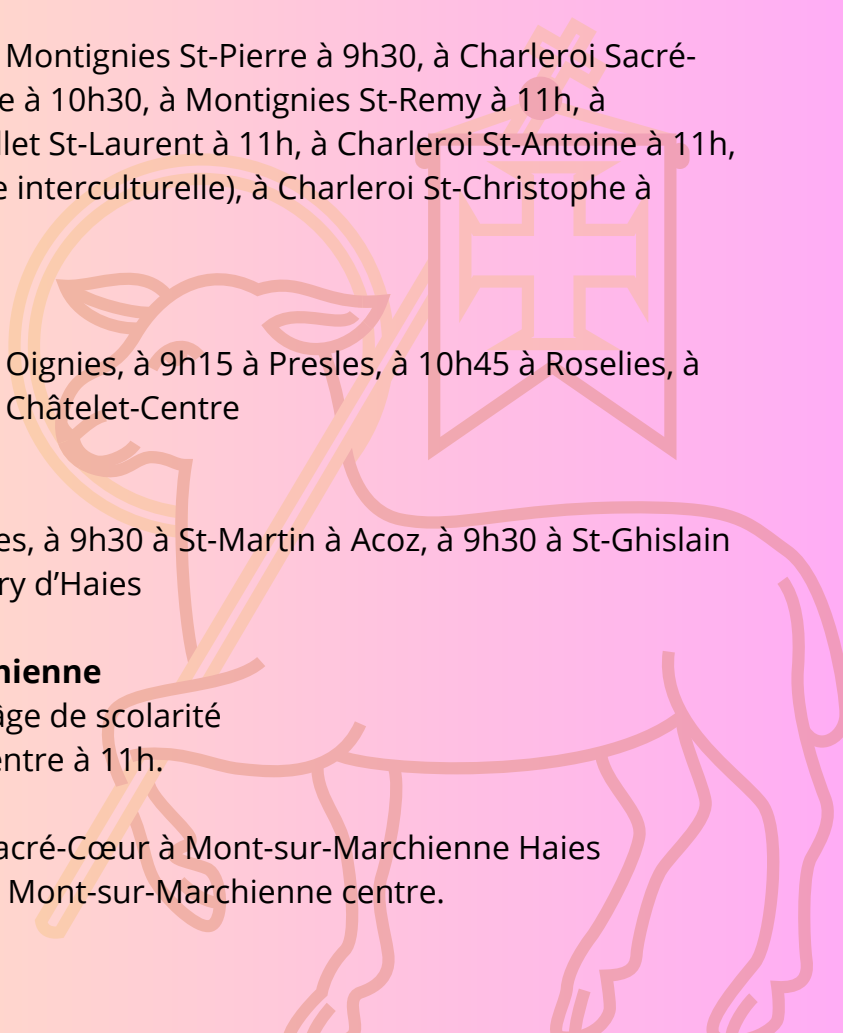 Montignies St-Pierre à 9h30, à Charleroi Sacré-
e à 10h30, à Montignies St-Remy à 11h, à
llet St-Laurent à 11h, à Charleroi St-Antoine à 11h,
e interculturelle), à Charleroi St-Christophe à
Oignies, à 9h15 à Presles, à 10h45 à Roselies, à
Châtelet-Centre
es, à 9h30 à St-Martin à Acoz, à 9h30 à St-Ghislain
ry d’Haies
hienne
âge de scolarité
entre à 11h.
acré-Cœur à Mont-sur-Marchienne Haies
Mont-sur-Marchienne centre.